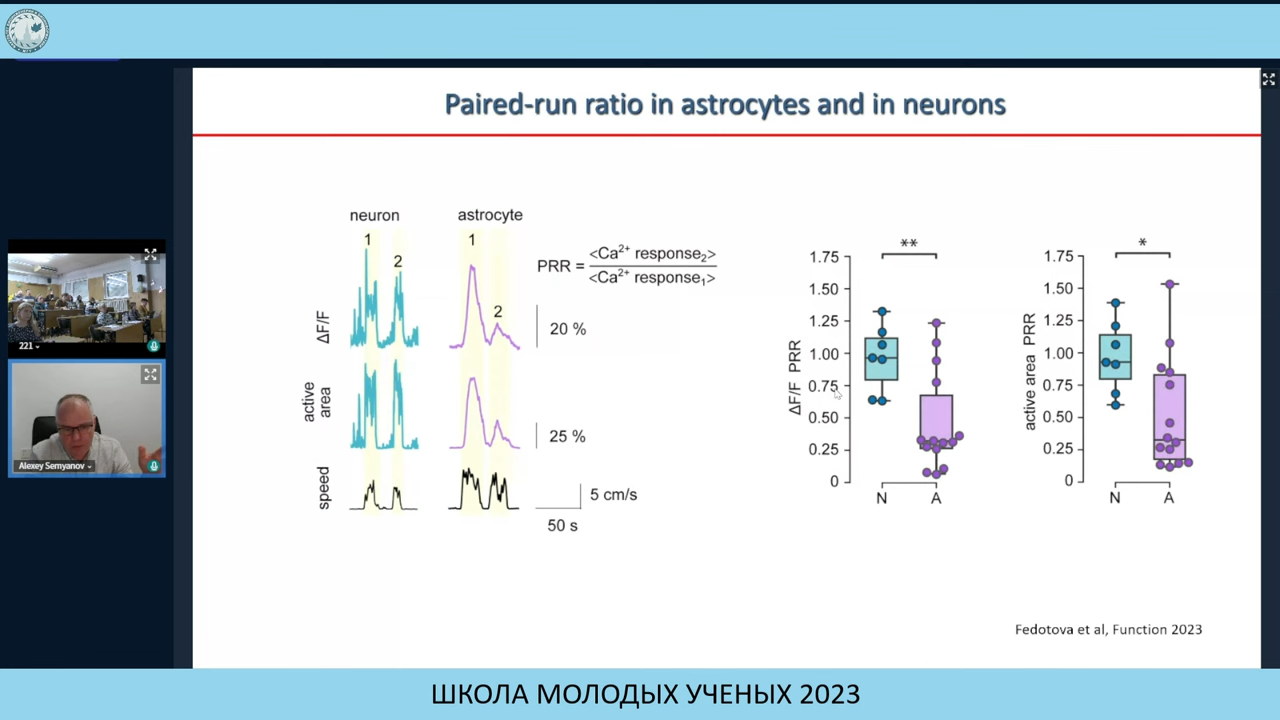 Paired-run ratio in astrocytes and in neurons
neuron
astrocyte
1
2
1
2
PRR = <Ca²⁺ response₂>
<Ca²⁺ response₁>
ΔF/F
20 %
active
area
25 %
speed
5 cm/s
50 s
**
ΔF/F PRR
1.75
1.50
1.25
1.00
0.75
0.50
0.25
0
N
A
*
active area PRR
1.75
1.50
1.25
1.00
0.75
0.50
0.25
0
N
A
Fedotova et al, Function 2023
221
Alexey Semyanov
ШКОЛА МОЛОДЫХ УЧЕНЫХ 2023